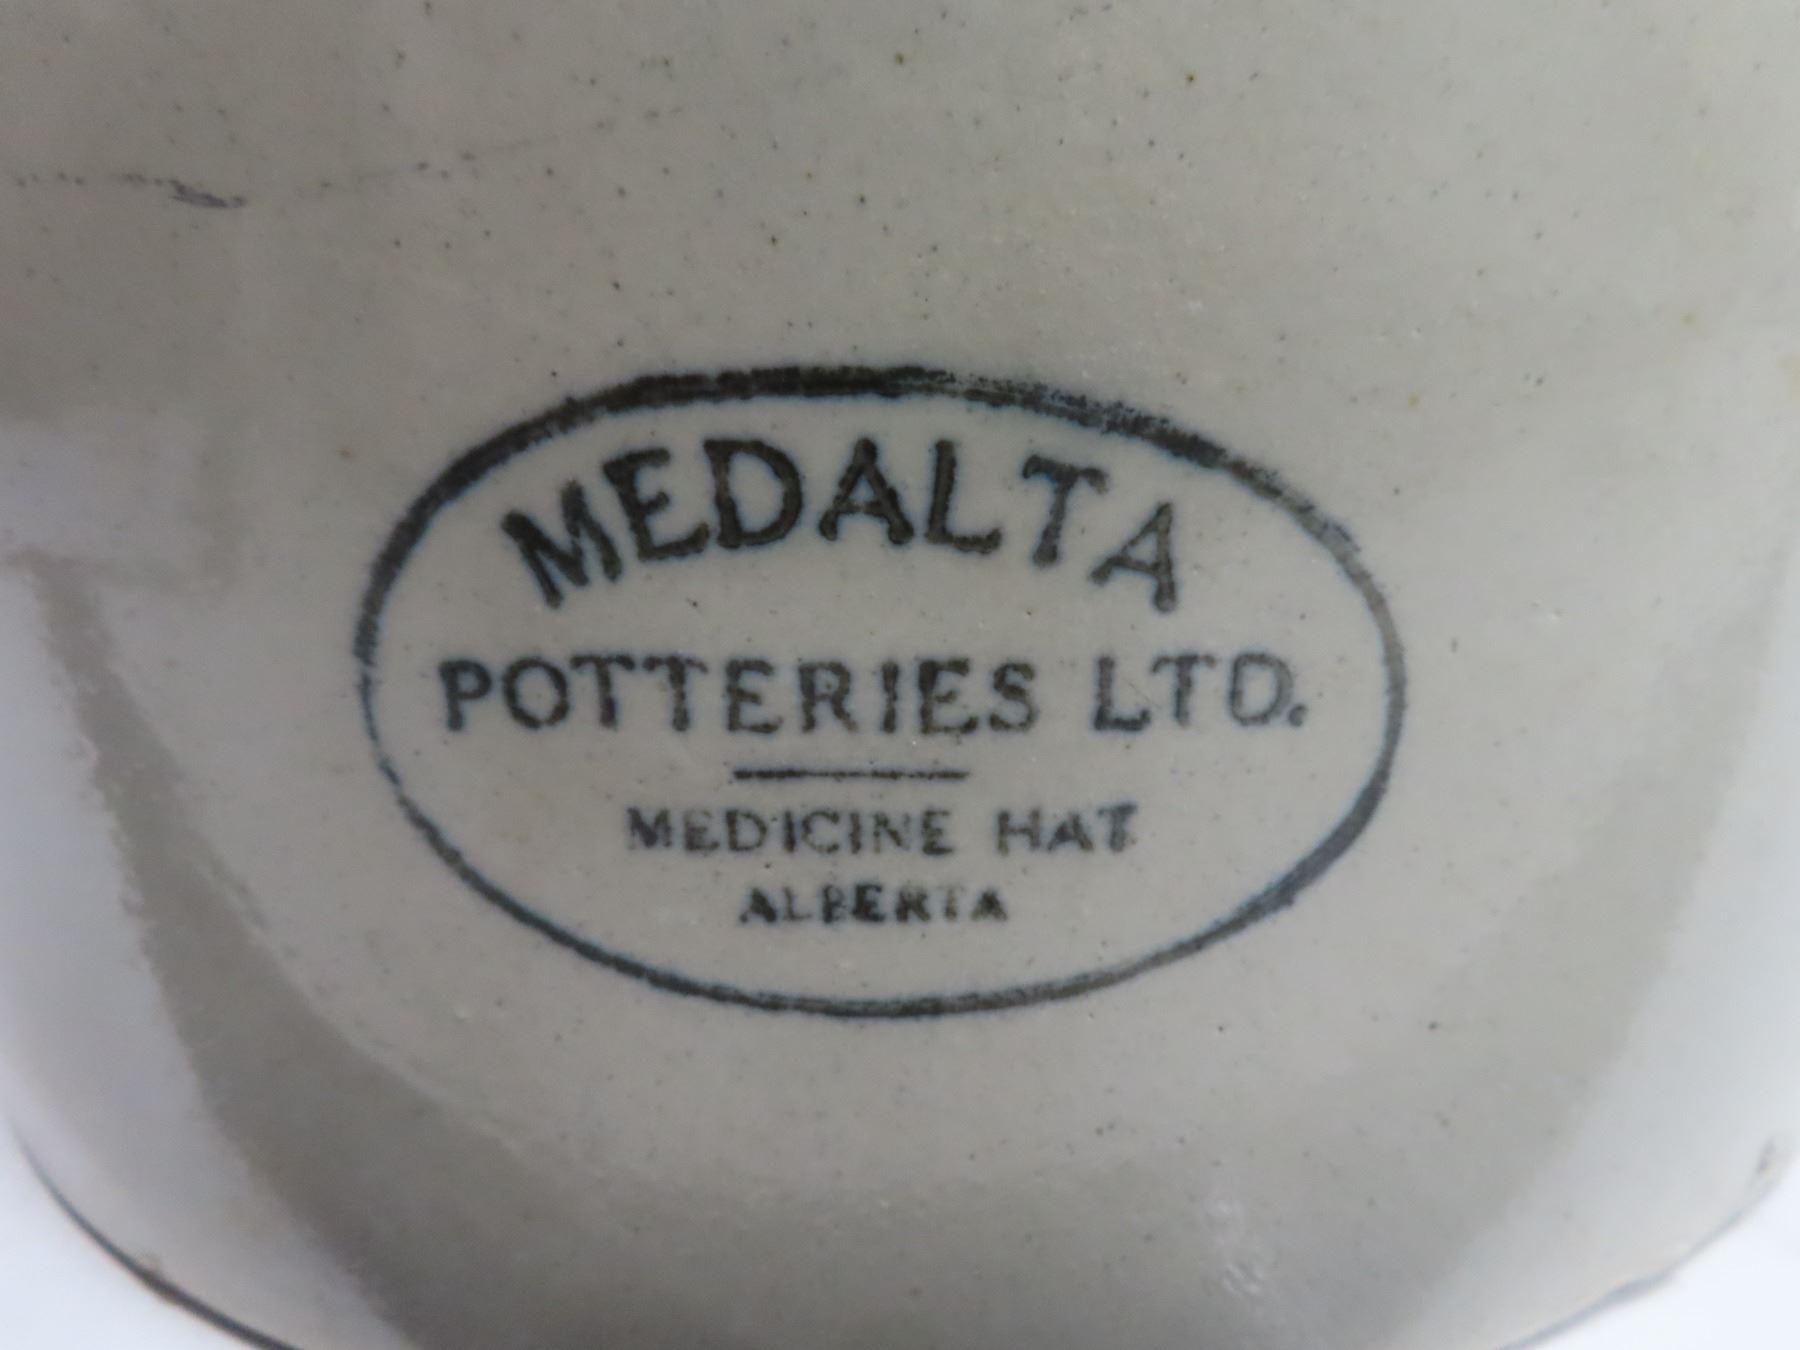 MEDALTA
POTTERIES LTD.
MEDICINE HAT
ALBERTA